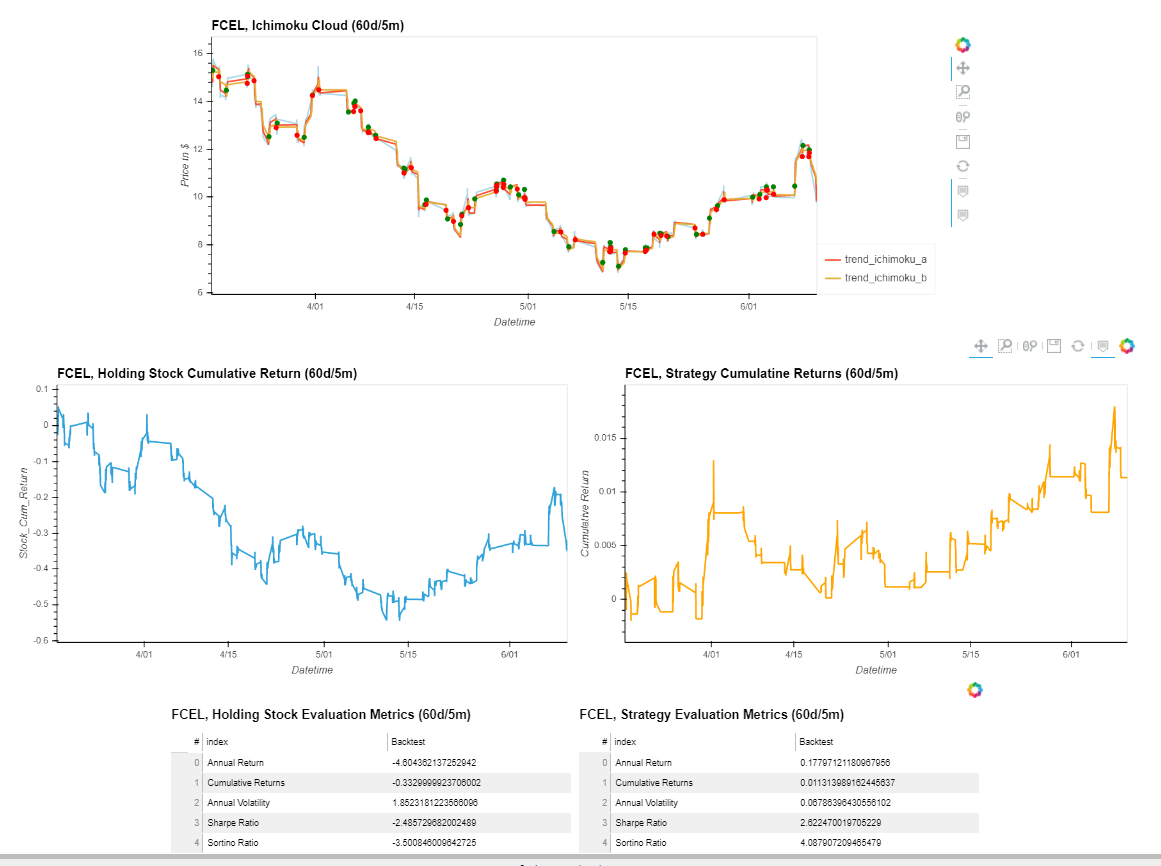 FCEL, Ichimoku Cloud (60d/5m)
16
14
12
10
8
6
Price in $
4/01 4/15 5/01 5/15 6/01
Datetime
trend_ichimoku_a
trend_ichimoku_b
FCEL, Holding Stock Cumulative Return (60d/5m)
0.1
0
-0.1
-0.2
-0.3
-0.4
-0.5
-0.6
Stock_Cum_Return
4/01 4/15 5/01 5/15 6/01
Datetime
FCEL, Strategy Cumulatine Returns (60d/5m)
0.015
0.01
0.005
0
Cumulative Return
4/01 4/15 5/01 5/15 6/01
Datetime
FCEL, Holding Stock Evaluation Metrics (60d/5m)
# index Backtest
0 Annual Return -4.604362137252942
1 Cumulative Returns -0.3329999923706002
2 Annual Volatility 1.8523181223566096
3 Sharpe Ratio -2.485729682002489
4 Sortino Ratio -3.500846009642725
FCEL, Strategy Evaluation Metrics (60d/5m)
# index Backtest
0 Annual Return 0.17797121180967956
1 Cumulative Returns 0.011313989162445637
2 Annual Volatility 0.06786396430556102
3 Sharpe Ratio 2.622470019705229
4 Sortino Ratio 4.087907209465479